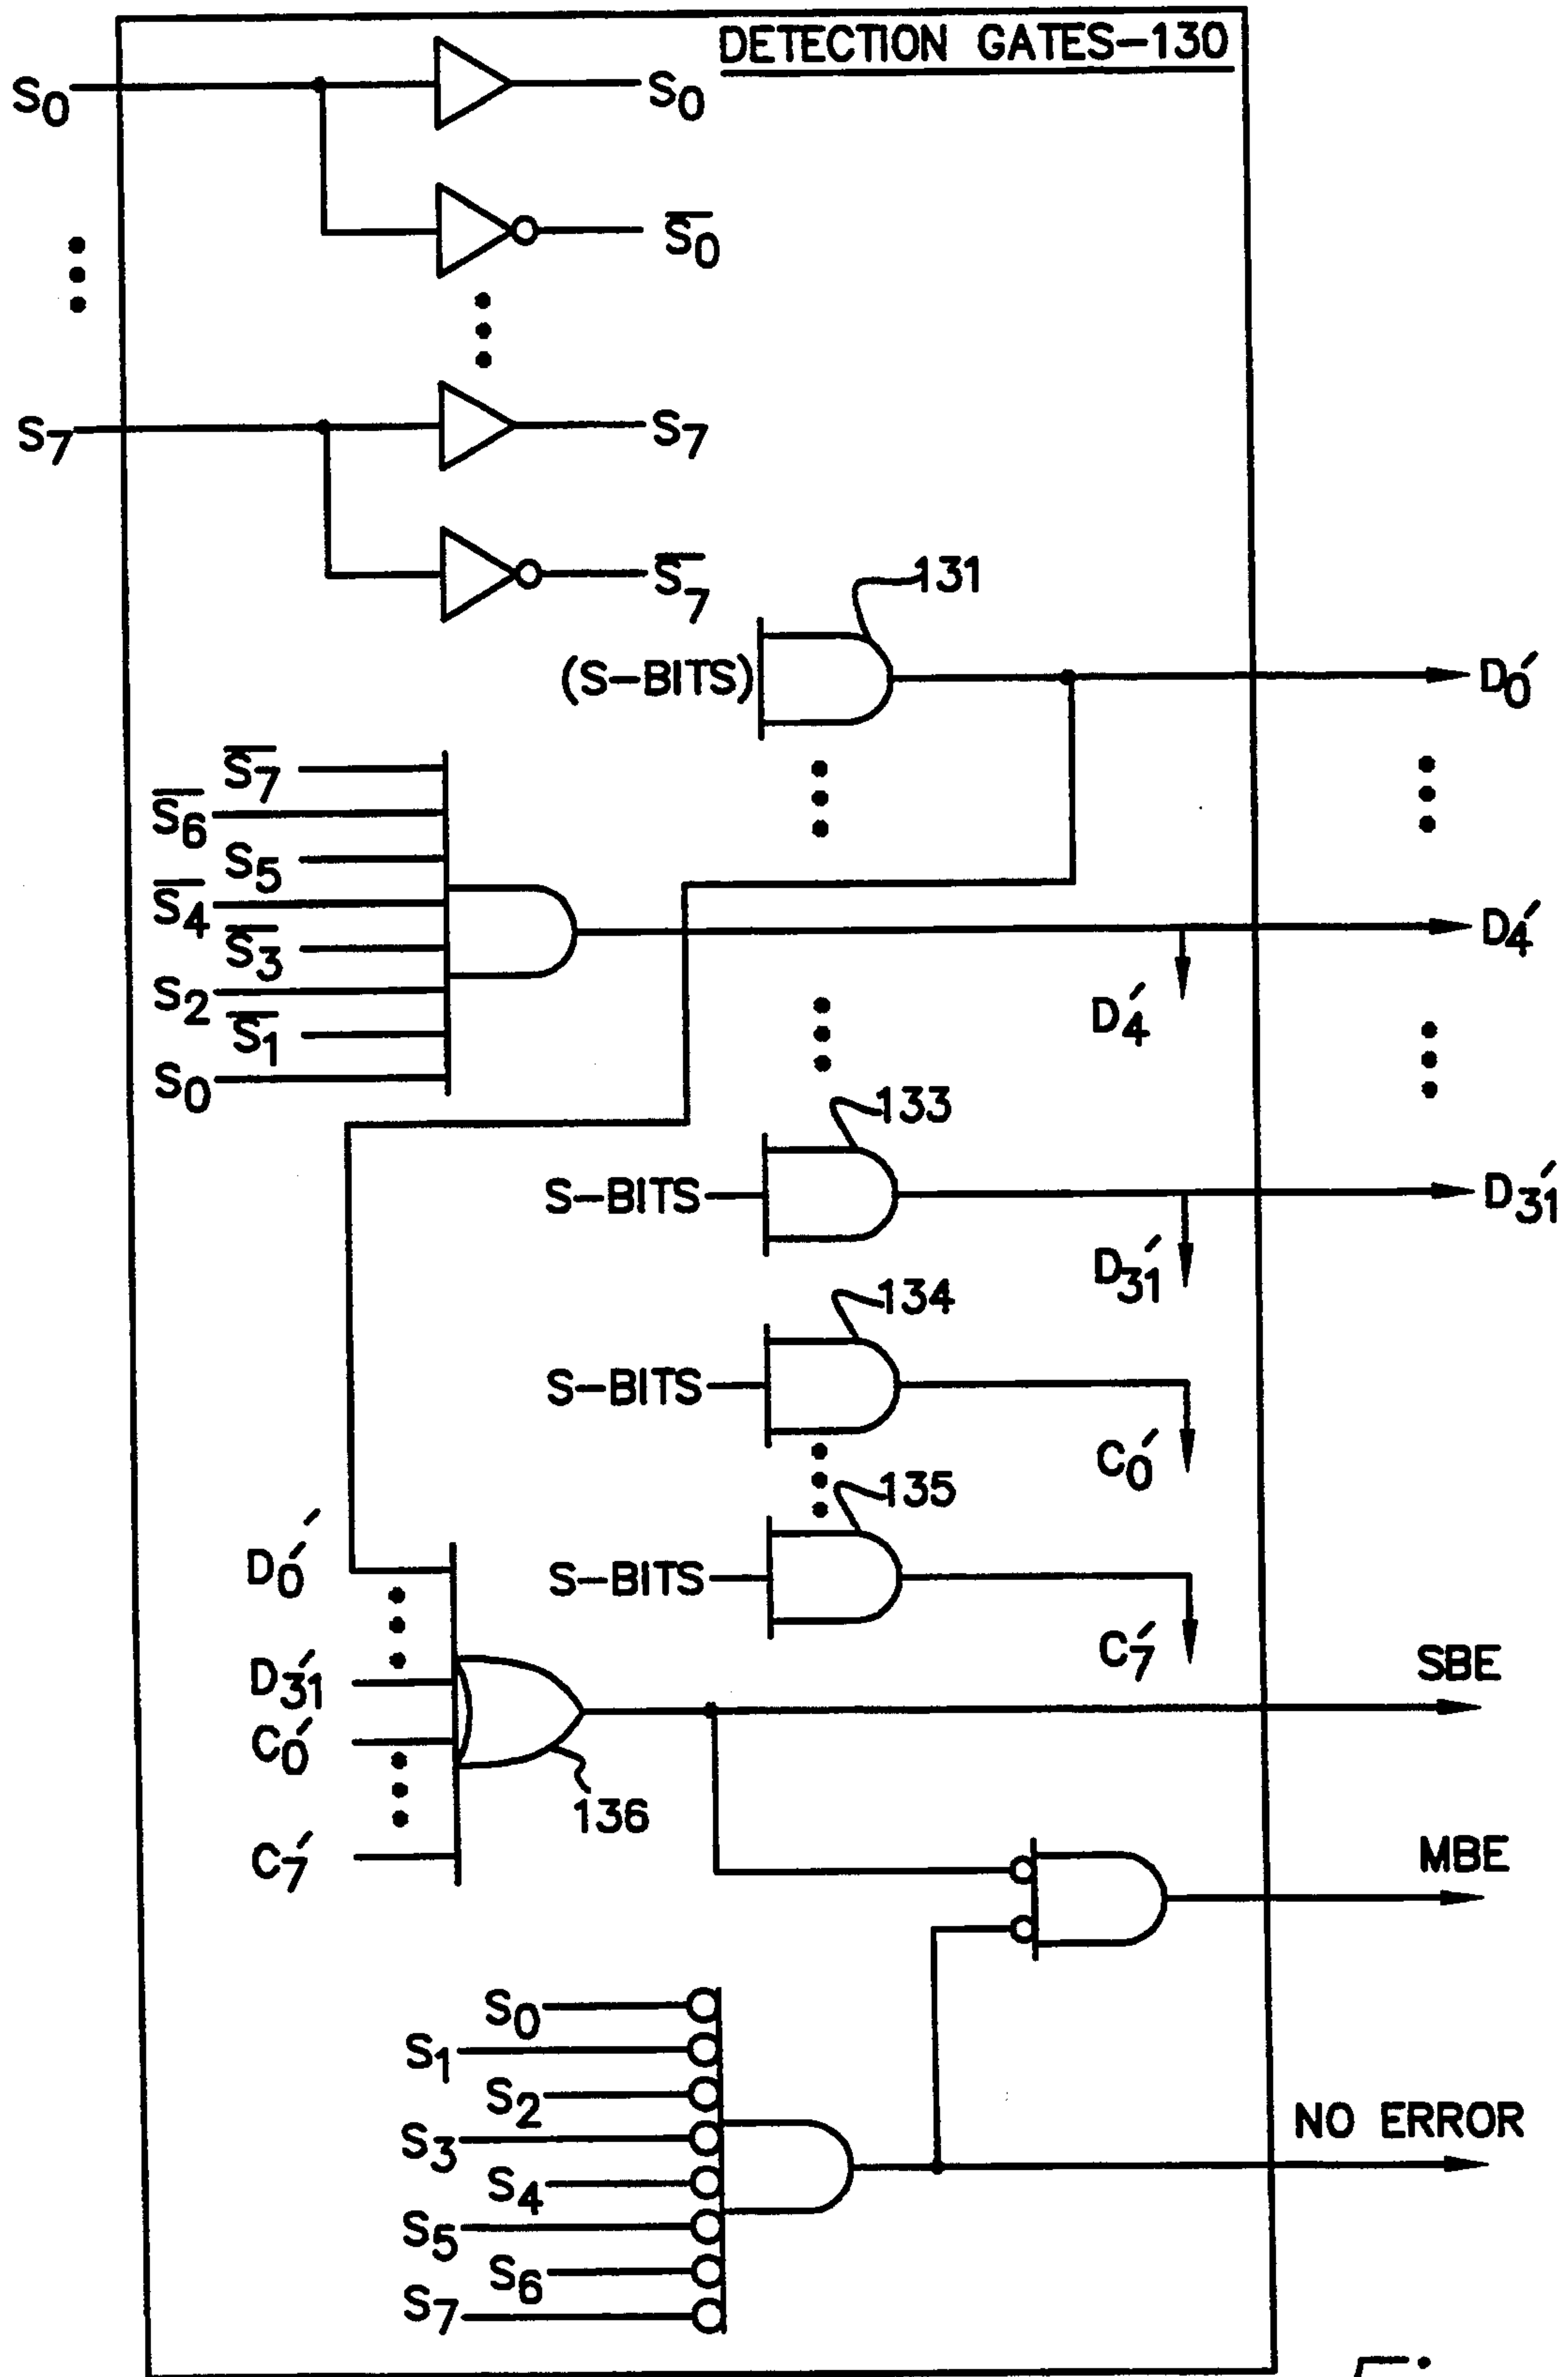 DETECTION GATES-130
S₀ S₀
S̅₀
S₇ S₇
S̅₇
131
(S-BITS) D₀′
S̅₇
S̅₆
S₅
S̅₄ D₄′
S̅₃
S₂ D₄′
S̅₁
S₀
133
S-BITS D₃₁′
D₃₁′
134
S-BITS
C₀′
135
D₀′ S-BITS
C₇′
D₃₁′ SBE
C₀′
136
C₇′ MBE
S₀
S₁
S₂
S₃ NO ERROR
S₄
S₅
S₆
S₇